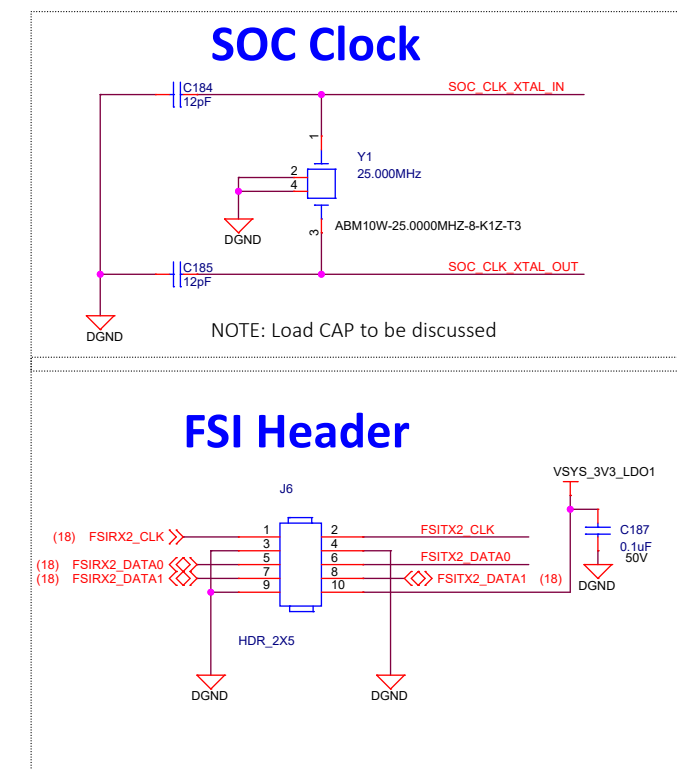 SOC Clock
C184
12pF
SOC_CLK_XTAL_IN
1
Y1
25.000MHz
2
4
DGND
3
ABM10W-25.0000MHZ-8-K1Z-T3
C185
12pF
SOC_CLK_XTAL_OUT
DGND
NOTE: Load CAP to be discussed
FSI Header
VSYS_3V3_LDO1
J6
(18) FSIRX2_CLK 1 2 FSITX2_CLK
3 4
(18) FSIRX2_DATA0 5 6 FSITX2_DATA0
(18) FSIRX2_DATA1 7 8 FSITX2_DATA1 (18)
9 10
C187
0.1uF
50V
DGND
HDR_2X5
DGND
DGND